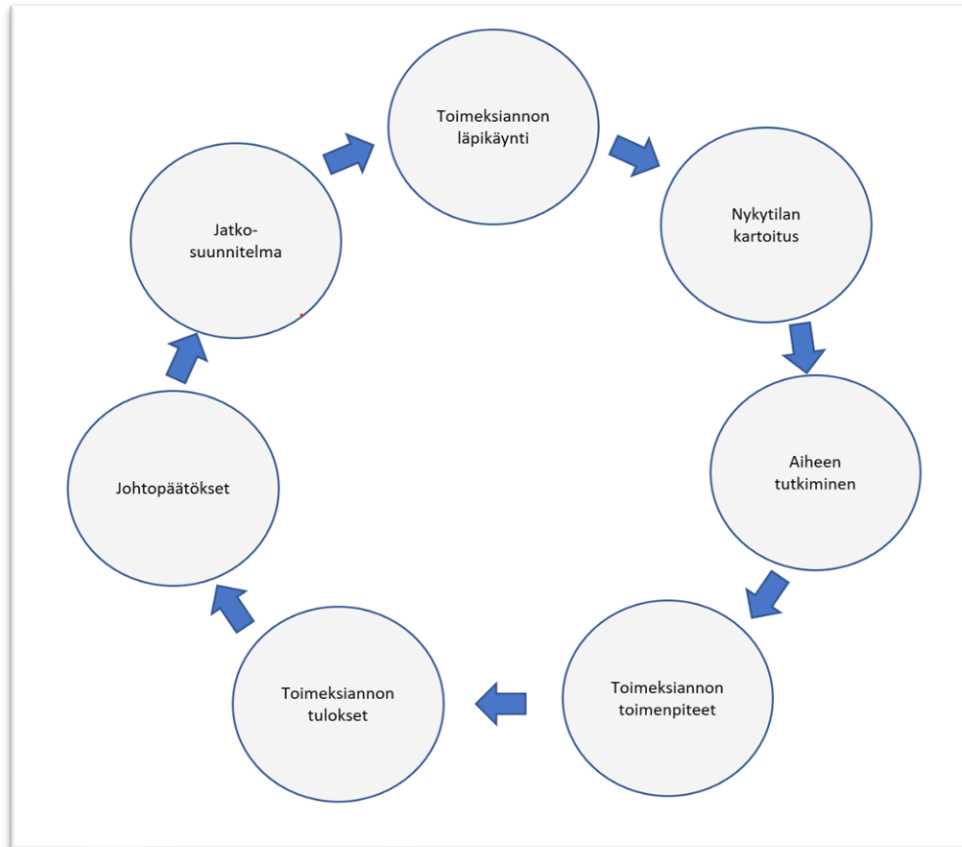 Toimeksiannon
läpikäynti
Nykytilan
kartoitus
Aiheen
tutkiminen
Toimeksiannon
toimenpiteet
Toimeksiannon
tulokset
Johtopäätökset
Jatko-
suunnitelma